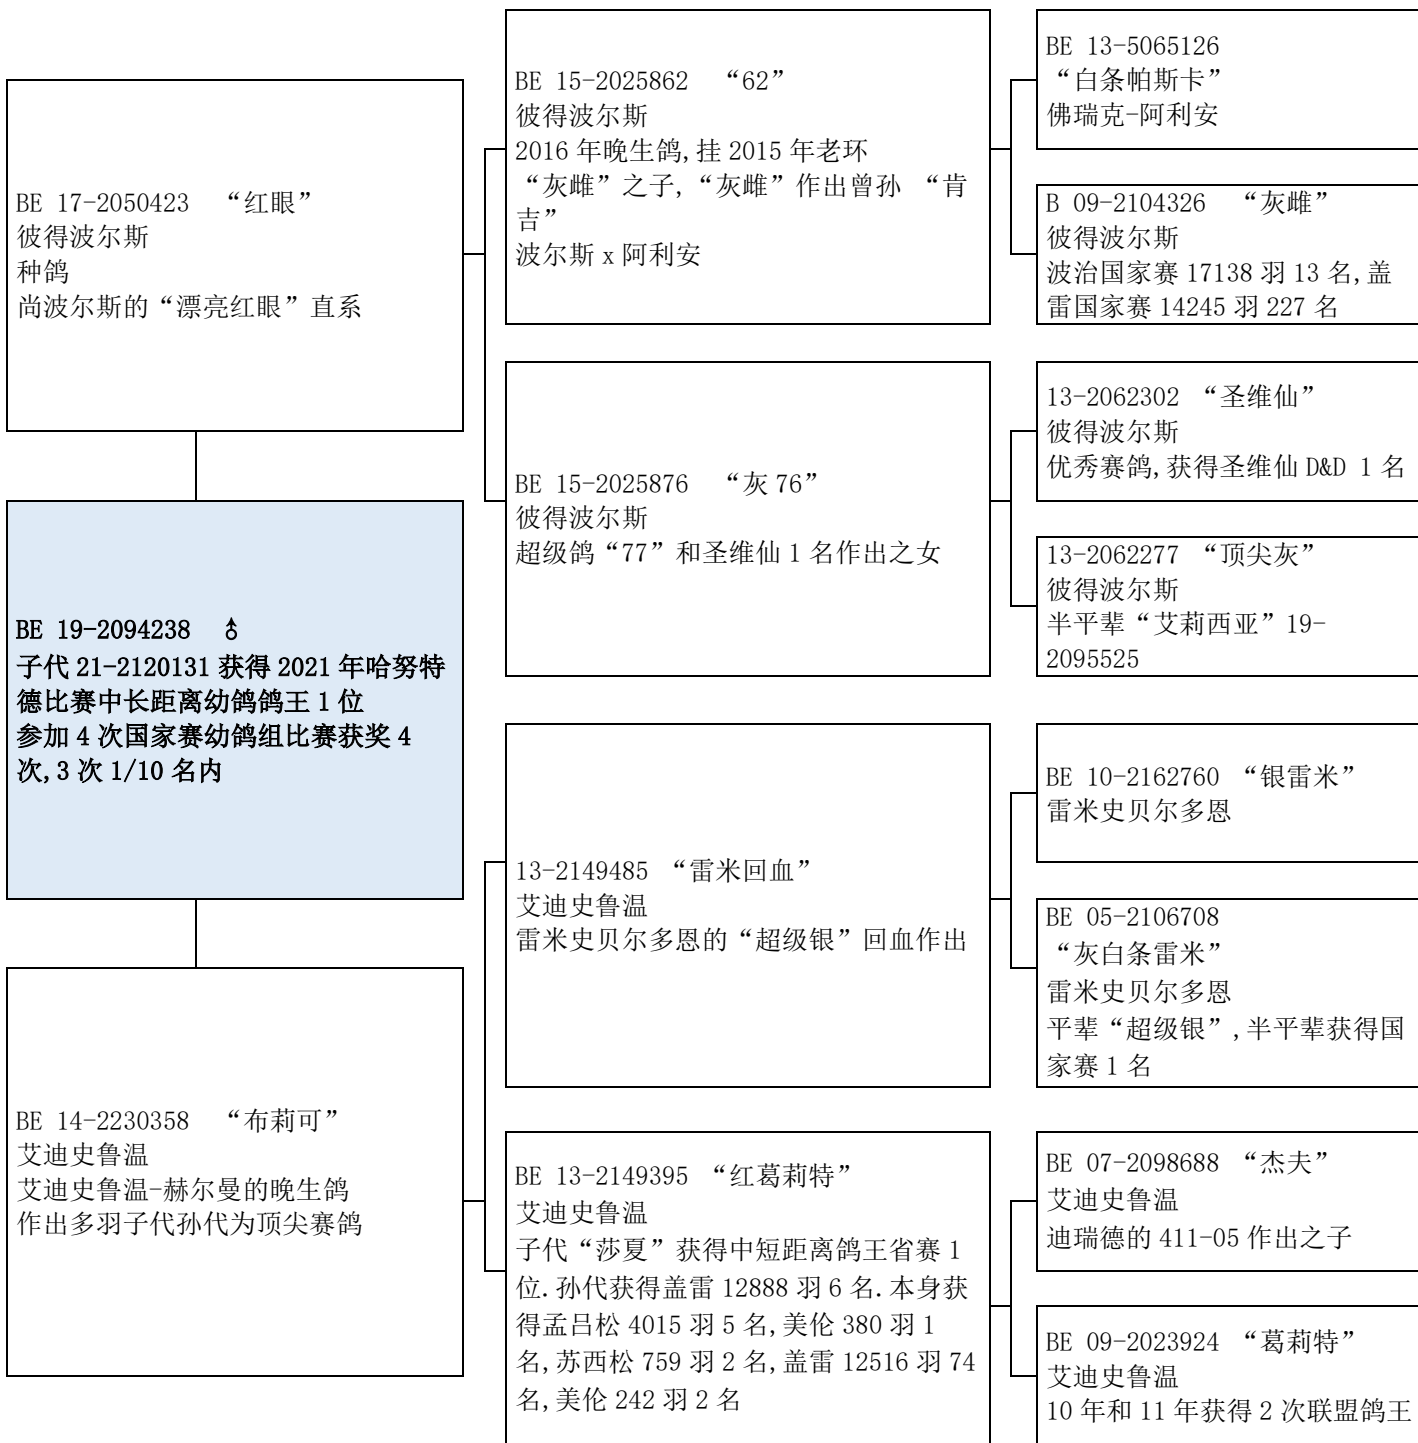 BE 17-2050423 “红眼”
彼得波尔斯
种鸽
尚波尔斯的“漂亮红眼”直系
BE 19-2094238 ♁
子代 21-2120131 获得 2021 年哈努特
德比赛中长距离幼鸽鸽王 1 位
参加 4 次国家赛幼鸽组比赛获奖 4
次,3 次 1/10 名内
BE 14-2230358 “布莉可”
艾迪史鲁温
艾迪史鲁温-赫尔曼的晚生鸽
作出多羽子代孙代为顶尖赛鸽
BE 15-2025862 “62”
彼得波尔斯
2016 年晚生鸽,挂 2015 年老环
“灰雌”之子,“灰雌”作出曾孙 “肯
吉”
波尔斯 x 阿利安
BE 15-2025876 “灰 76”
彼得波尔斯
超级鸽“77”和圣维仙 1 名作出之女
13-2149485 “雷米回血”
艾迪史鲁温
雷米史贝尔多恩的“超级银”回血作出
BE 13-2149395 “红葛莉特”
艾迪史鲁温
子代“莎夏”获得中短距离鸽王省赛 1
位.孙代获得盖雷 12888 羽 6 名.本身获
得孟吕松 4015 羽 5 名,美伦 380 羽 1
名,苏西松 759 羽 2 名,盖雷 12516 羽 74
名,美伦 242 羽 2 名
BE 13-5065126
“白条帕斯卡”
佛瑞克-阿利安
B 09-2104326 “灰雌”
彼得波尔斯
波治国家赛 17138 羽 13 名,盖
雷国家赛 14245 羽 227 名
13-2062302 “圣维仙”
彼得波尔斯
优秀赛鸽,获得圣维仙 D&D 1 名
13-2062277 “顶尖灰”
彼得波尔斯
半平辈“艾莉西亚”19-
2095525
BE 10-2162760 “银雷米”
雷米史贝尔多恩
BE 05-2106708
“灰白条雷米”
雷米史贝尔多恩
平辈“超级银”,半平辈获得国
家赛 1 名
BE 07-2098688 “杰夫”
艾迪史鲁温
迪瑞德的 411-05 作出之子
BE 09-2023924 “葛莉特”
艾迪史鲁温
10 年和 11 年获得 2 次联盟鸽王